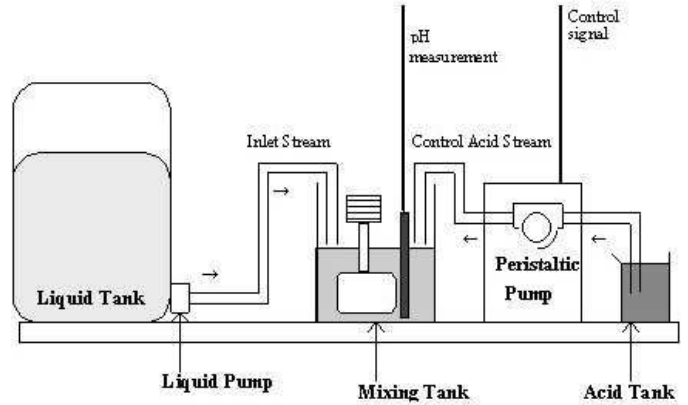 Control
signal
pH
measurement
Inlet Stream
Control Acid Stream
Peristaltic
Pump
Liquid Tank
Liquid Pump
Mixing Tank
Acid Tank